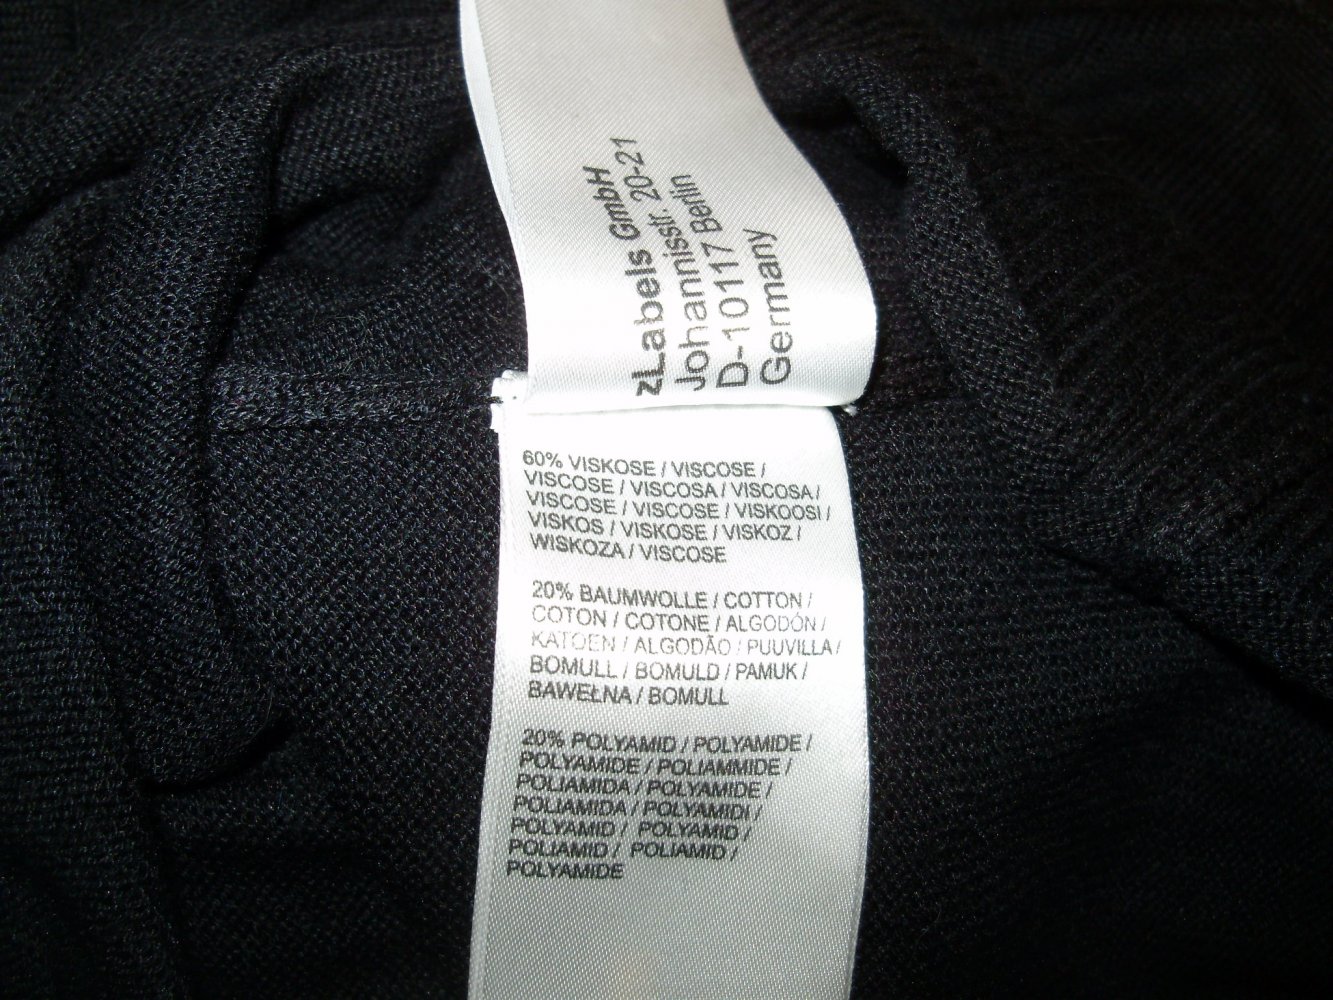 zLabels GmbH
Johannisstr. 20-21
D-10117 Berlin
Germany
60% VISKOSE / VISCOSE /
VISCOSE / VISCOSA / VISCOSA /
VISCOSE / VISCOSE / VISKOOSI /
VISKOS / VISKOSE / VISKOZ /
WISKOZA / VISCOSE
20% BAUMWOLLE / COTTON /
COTON / COTONE / ALGODÓN /
KATOEN / ALGODÃO / PUUVILLA /
BOMULL / BOMULD / PAMUK /
BAWEŁNA / BOMULL
20% POLYAMID / POLYAMIDE /
POLYAMIDE / POLIAMMIDE /
POLIAMIDA / POLYAMIDE /
POLIAMIDA / POLYAMIDI /
POLYAMID / POLYAMID /
POLIAMID / POLIAMID /
POLYAMIDE